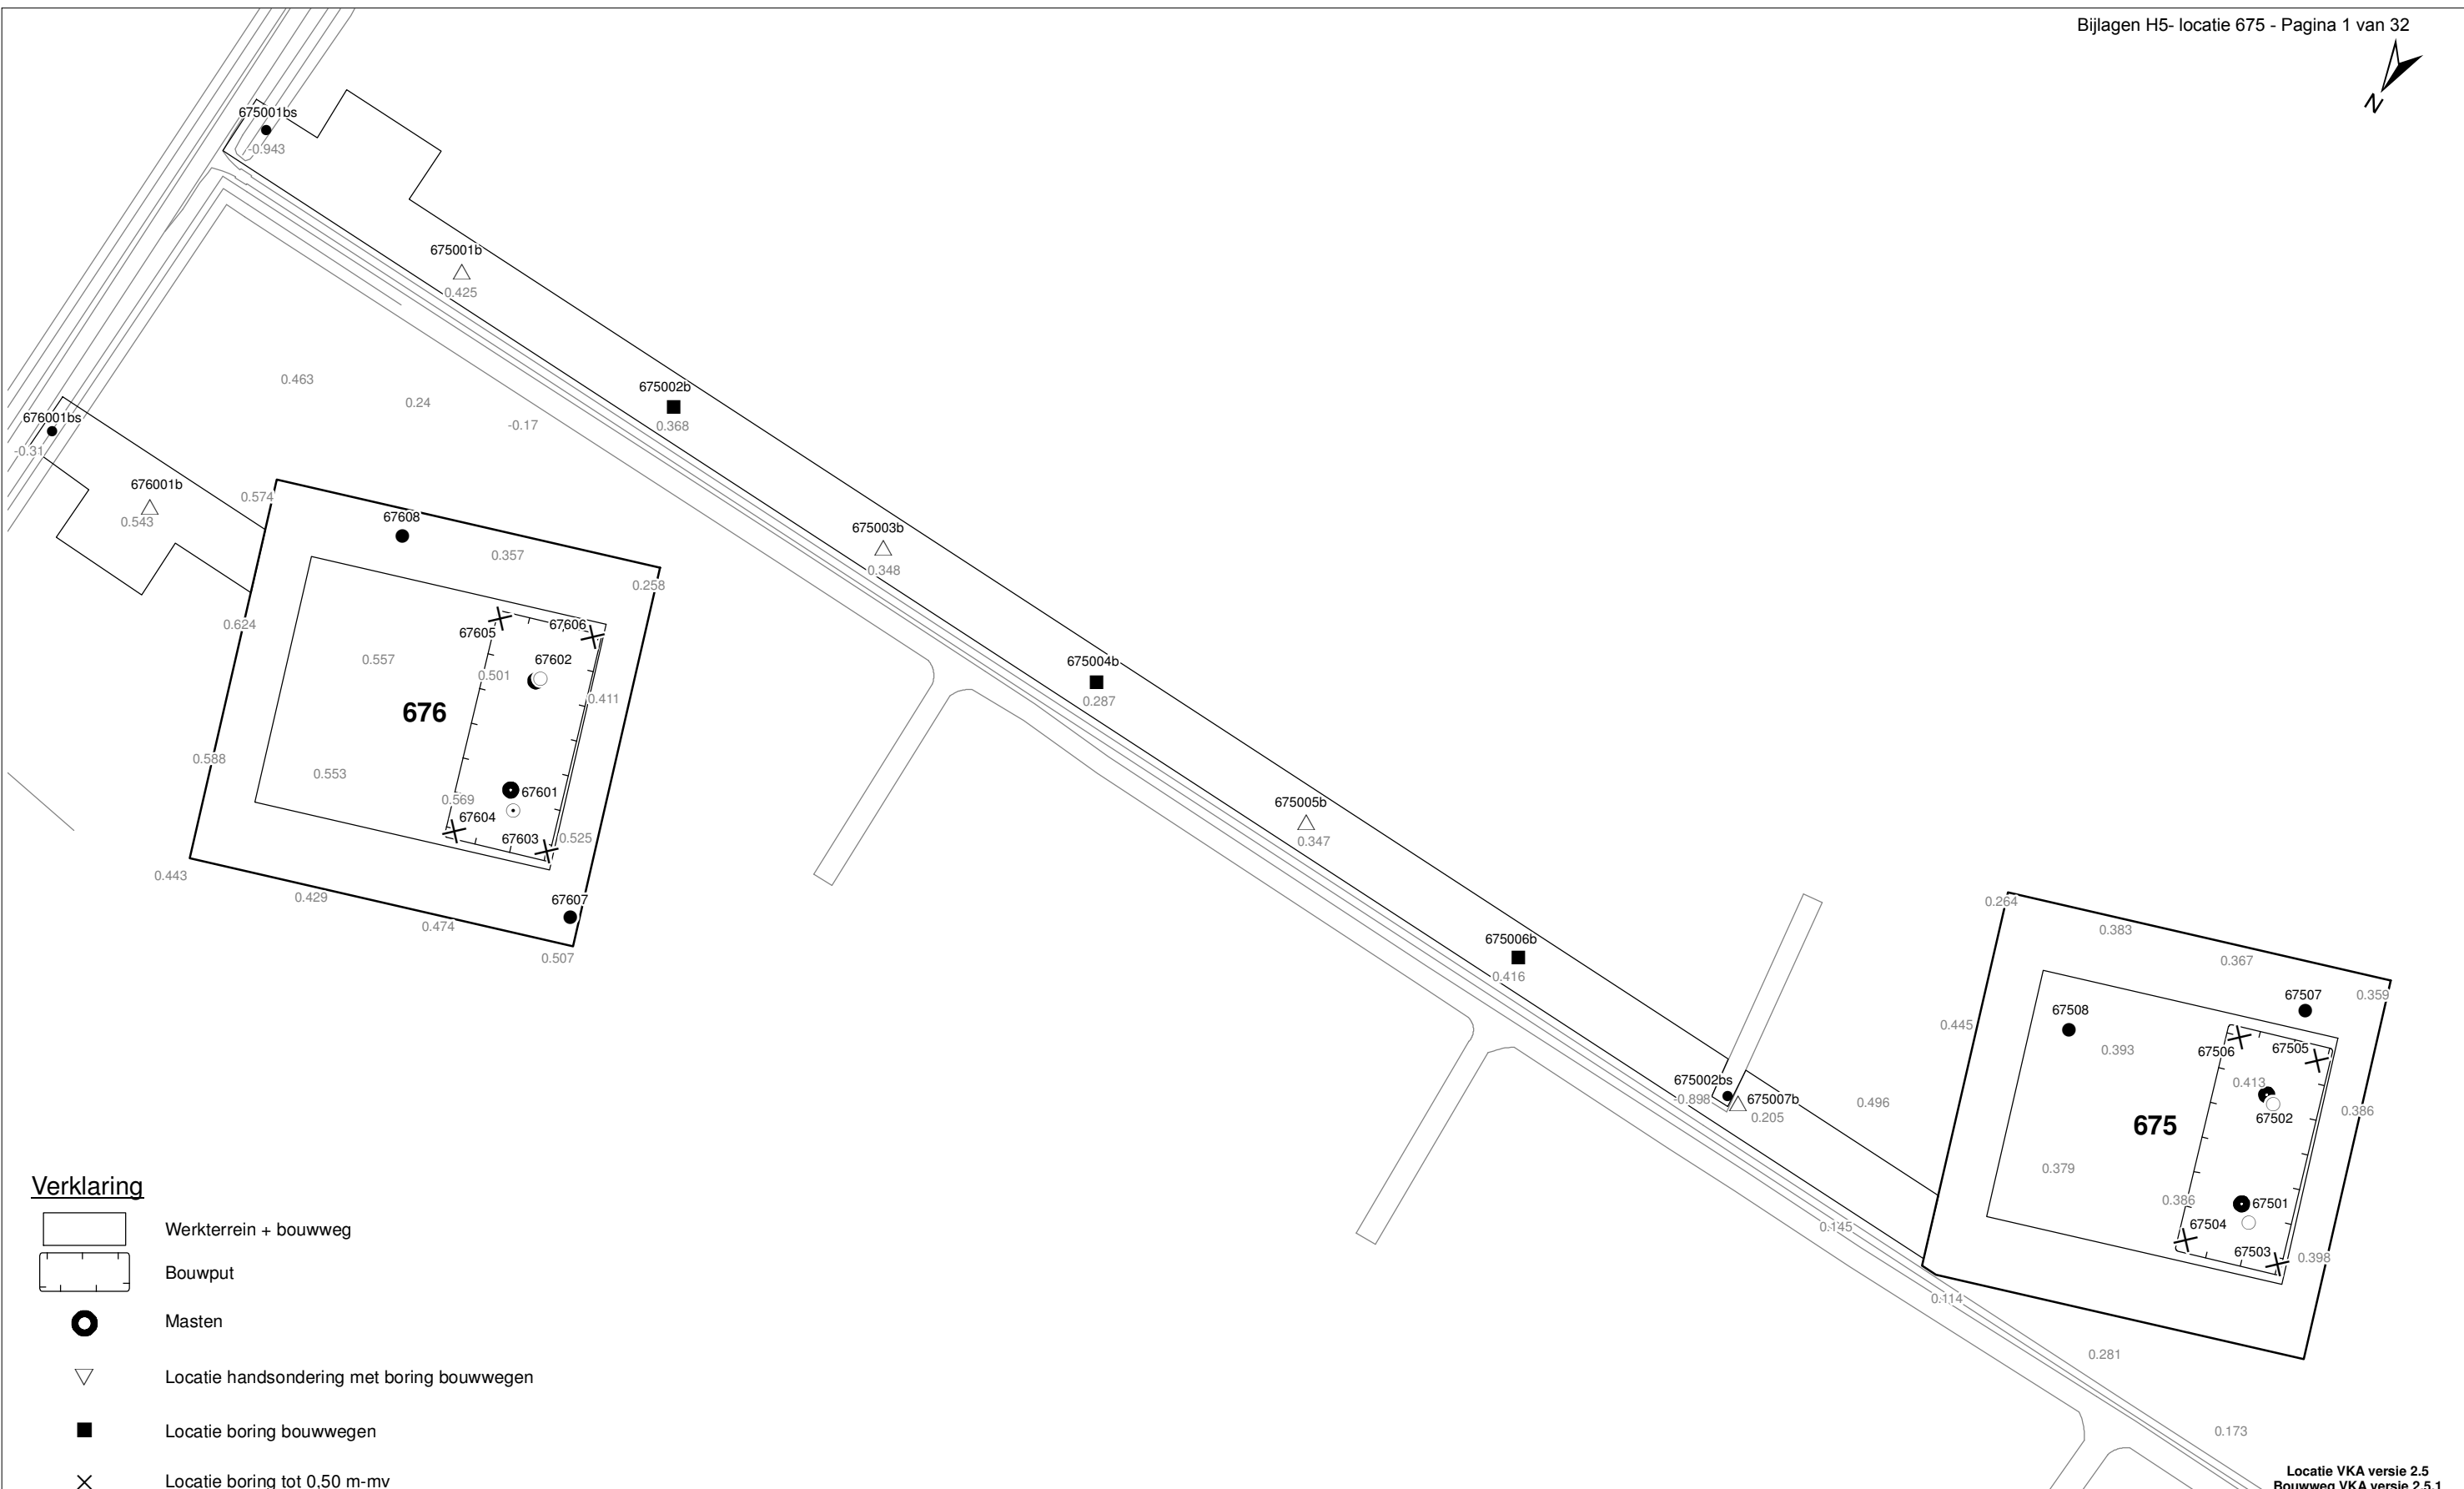 Bijlagen H5- locatie 675 - Pagina 1 van 32
N
675001bs
-0.943
675001b
0.425
0.463
0.24
-0.17
675002b
0.368
676001bs
-0.31
676001b
0.543
0.574
67608
0.357
0.258
675003b
0.348
0.624
67605
67606
0.557
67602
0.501
0.411
676
675004b
0.287
0.588
0.553
67601
0.569
67604
67603
0.525
675005b
0.347
0.443
0.429
0.474
67607
0.507
675006b
0.416
0.264
0.383
0.367
0.359
67507
67508
0.445
0.393
67506
67505
675002bs
-0.898
675007b
0.205
0.496
0.413
67502
0.386
675
0.379
0.386
67501
67504
67503
0.398
0.145
0.114
0.281
0.173
Verklaring
Werkterrein + bouwweg
Bouwput
Masten
Locatie handsondering met boring bouwwegen
Locatie boring bouwwegen
Locatie boring tot 0,50 m-mv
Locatie VKA versie 2.5
Bouwweg VKA versie 2.5.1